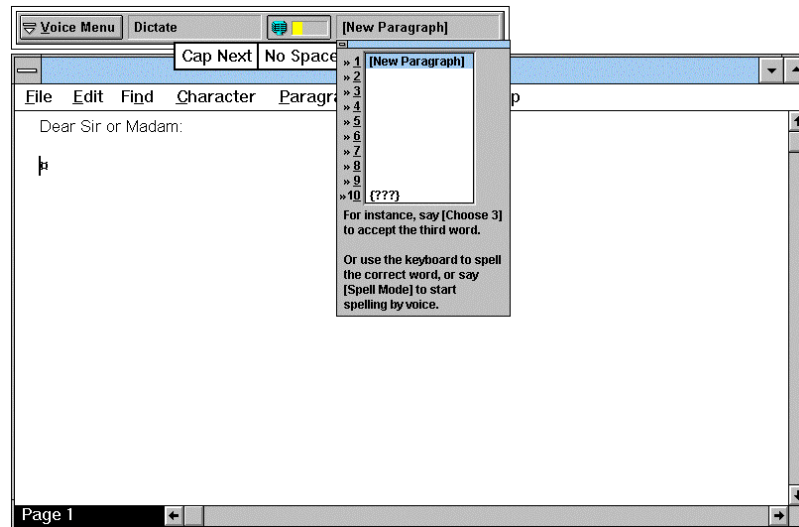 Voice Menu Dictate [New Paragraph]
Cap Next No Space
» 1 [New Paragraph]
» 2
» 3
» 4
» 5
» 6
» 7
» 8
» 9
»10 {???}
For instance, say [Choose 3]
to accept the third word.
Or use the keyboard to spell
the correct word, or say
[Spell Mode] to start
spelling by voice.
File Edit Find Character Paragra p
Dear Sir or Madam:
¤
Page 1